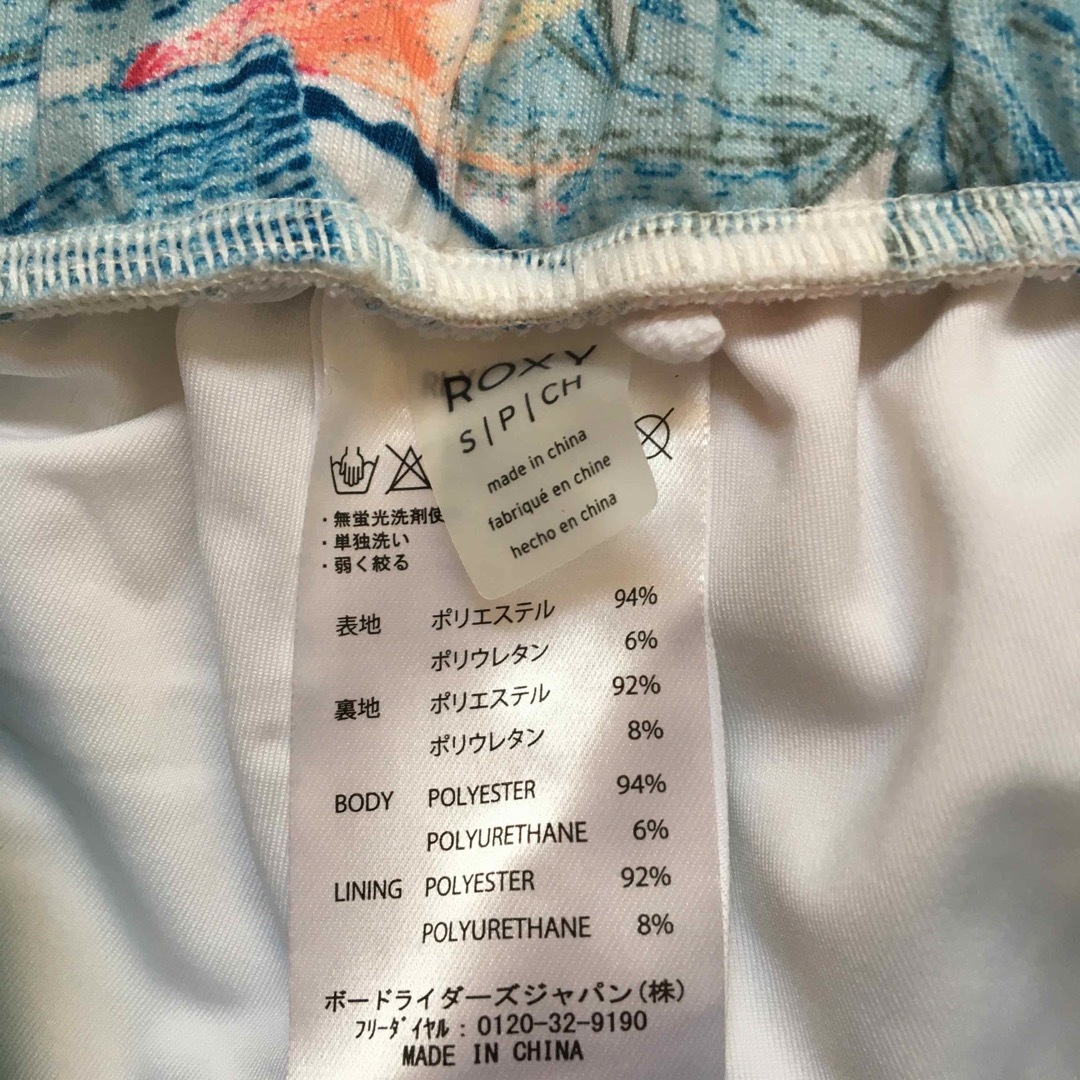 ROXY
S|P|CH
made in china
fabriqué en chine
hecho en china
・無蛍光洗剤使
・単独洗い
・弱く絞る
表地 ポリエステル 94%
ポリウレタン 6%
裏地 ポリエステル 92%
ポリウレタン 8%
BODY POLYESTER 94%
POLYURETHANE 6%
LINING POLYESTER 92%
POLYURETHANE 8%
ボードライダーズジャパン(株)
フリーダイヤル：0120-32-9190
MADE IN CHINA